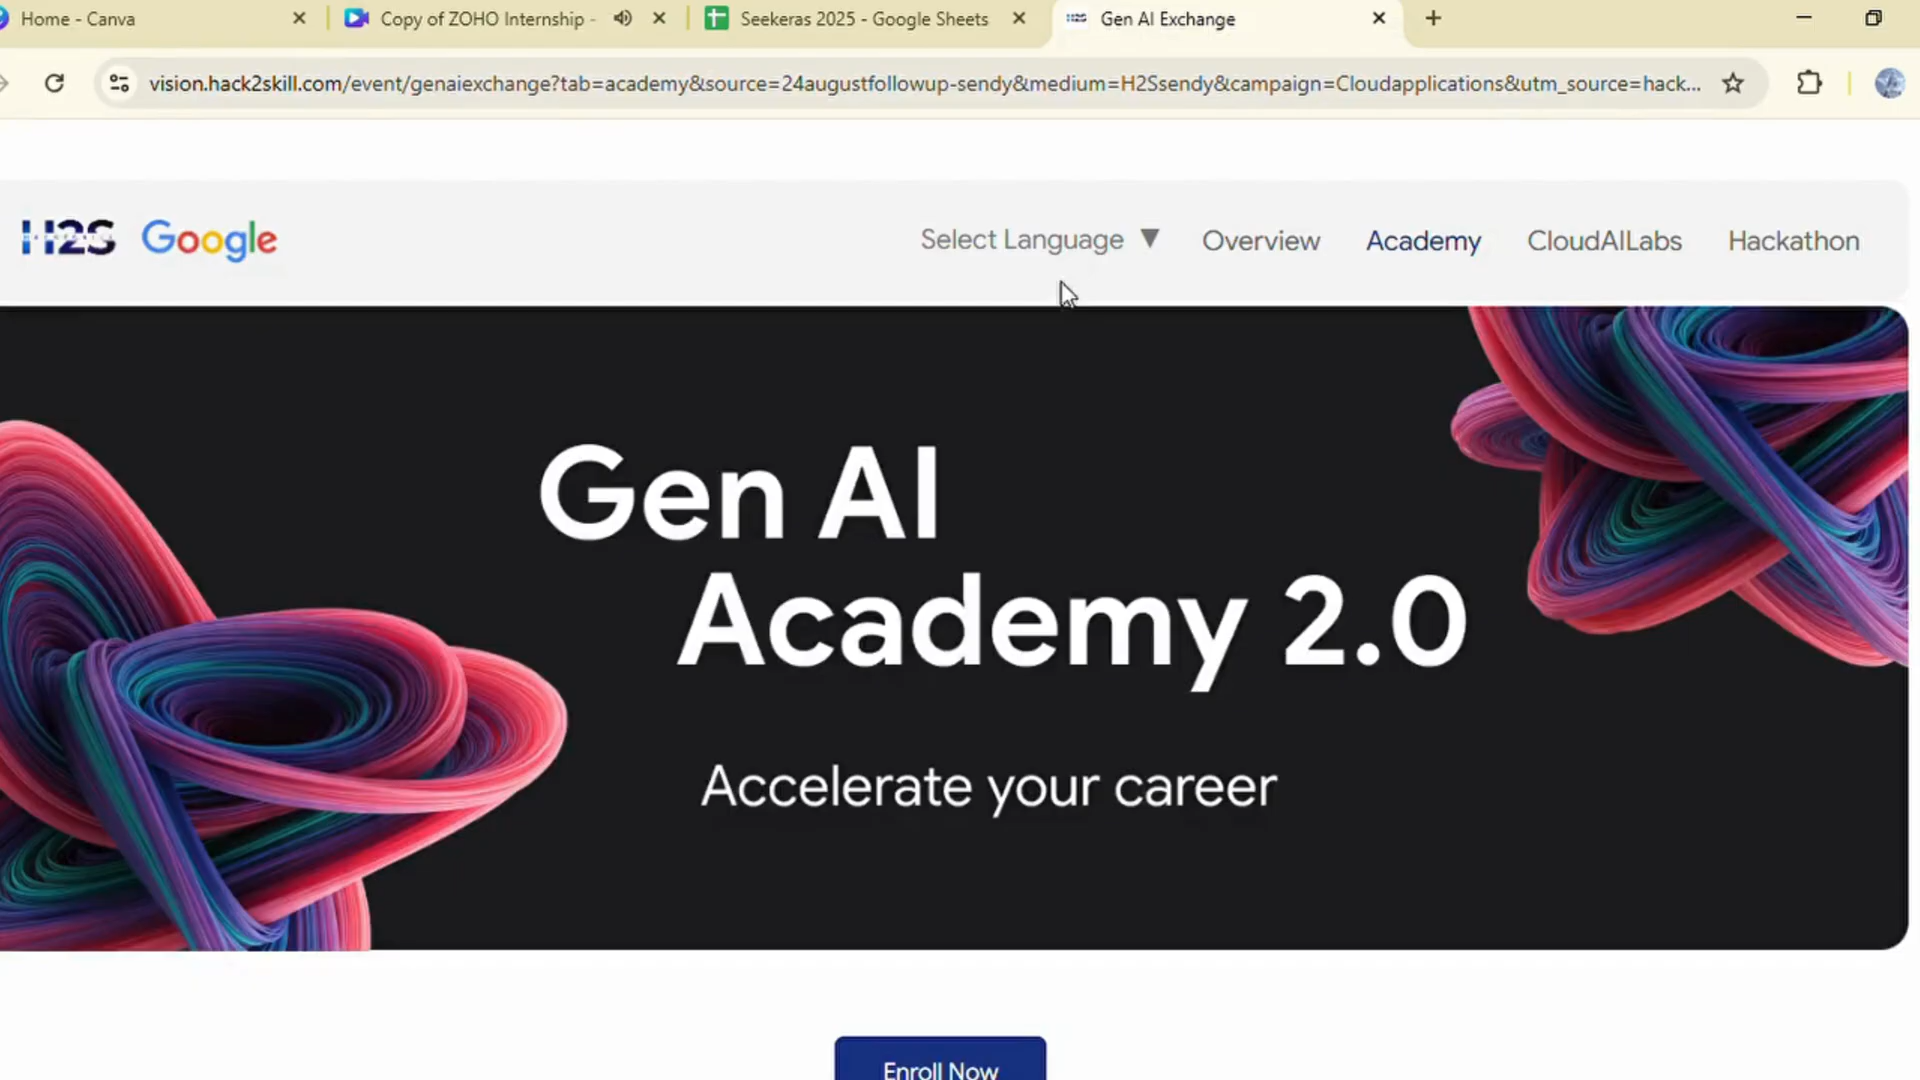 Home - Canva
Copy of ZOHO Internship -
Seekeras 2025 - Google Sheets
Gen AI Exchange
vision.hack2skill.com/event/genaiexchange?tab=academy&source=24augustfollowup-sendy&medium=H2Ssendy&campaign=Cloudapplications&utm_source=hack...
H2S Google
Select Language ▼ Overview Academy CloudAILabs Hackathon
Gen AI
Academy 2.0
Accelerate your career
Enroll Now